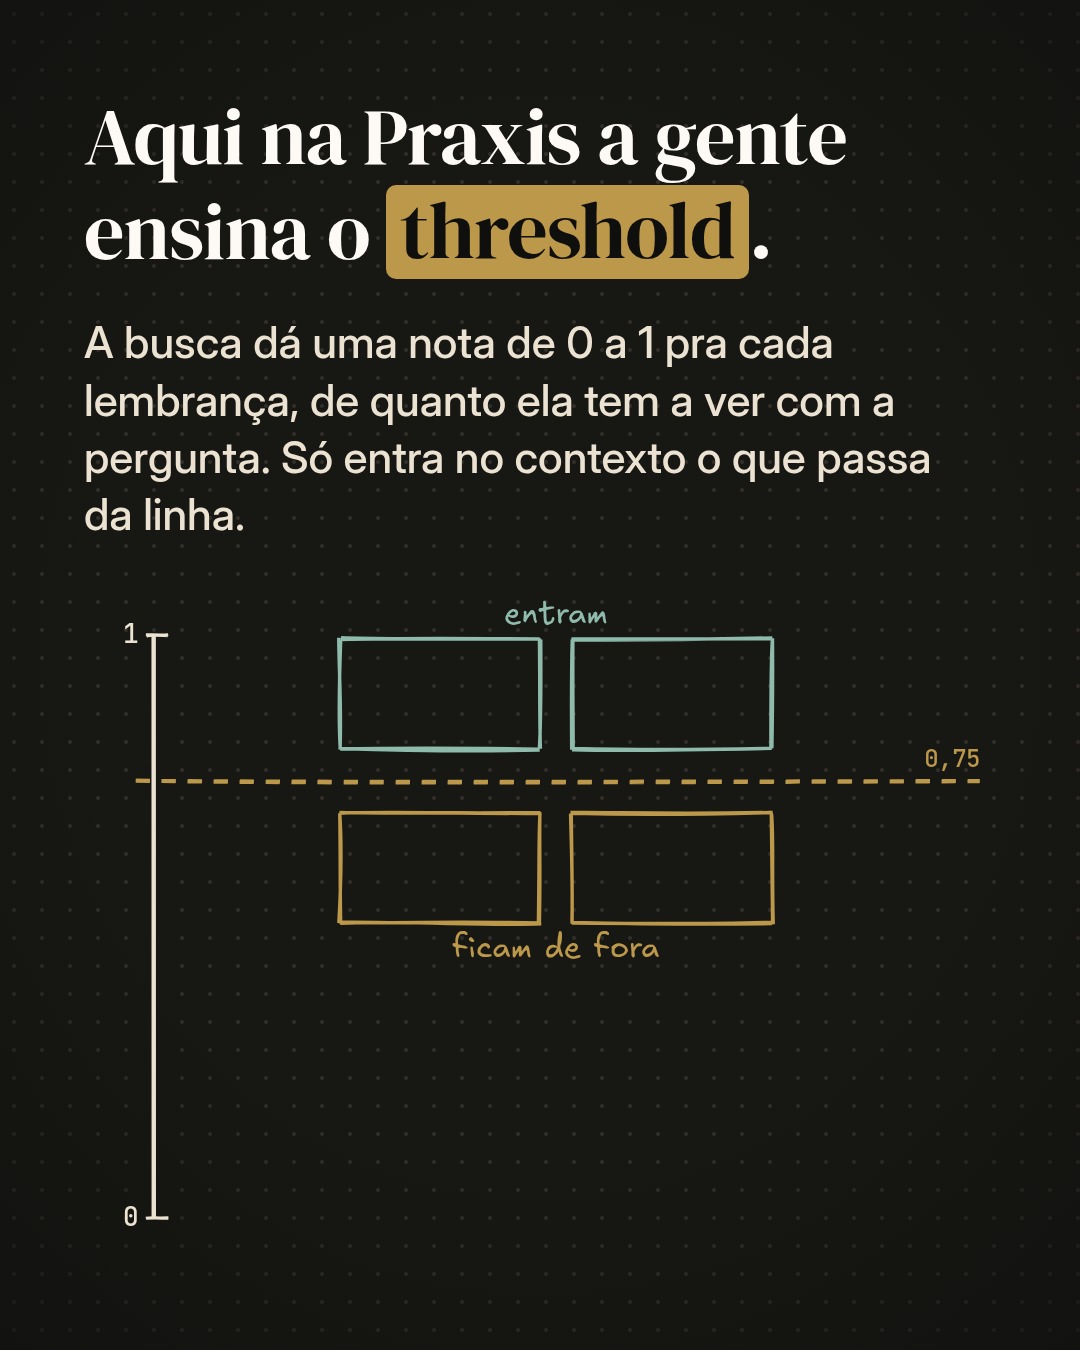 Aqui na Praxis a gente
ensina o threshold.
A busca dá uma nota de 0 a 1 pra cada
lembrança, de quanto ela tem a ver com a
pergunta. Só entra no contexto o que passa
da linha.
entram
1
0,75
ficam de fora
0